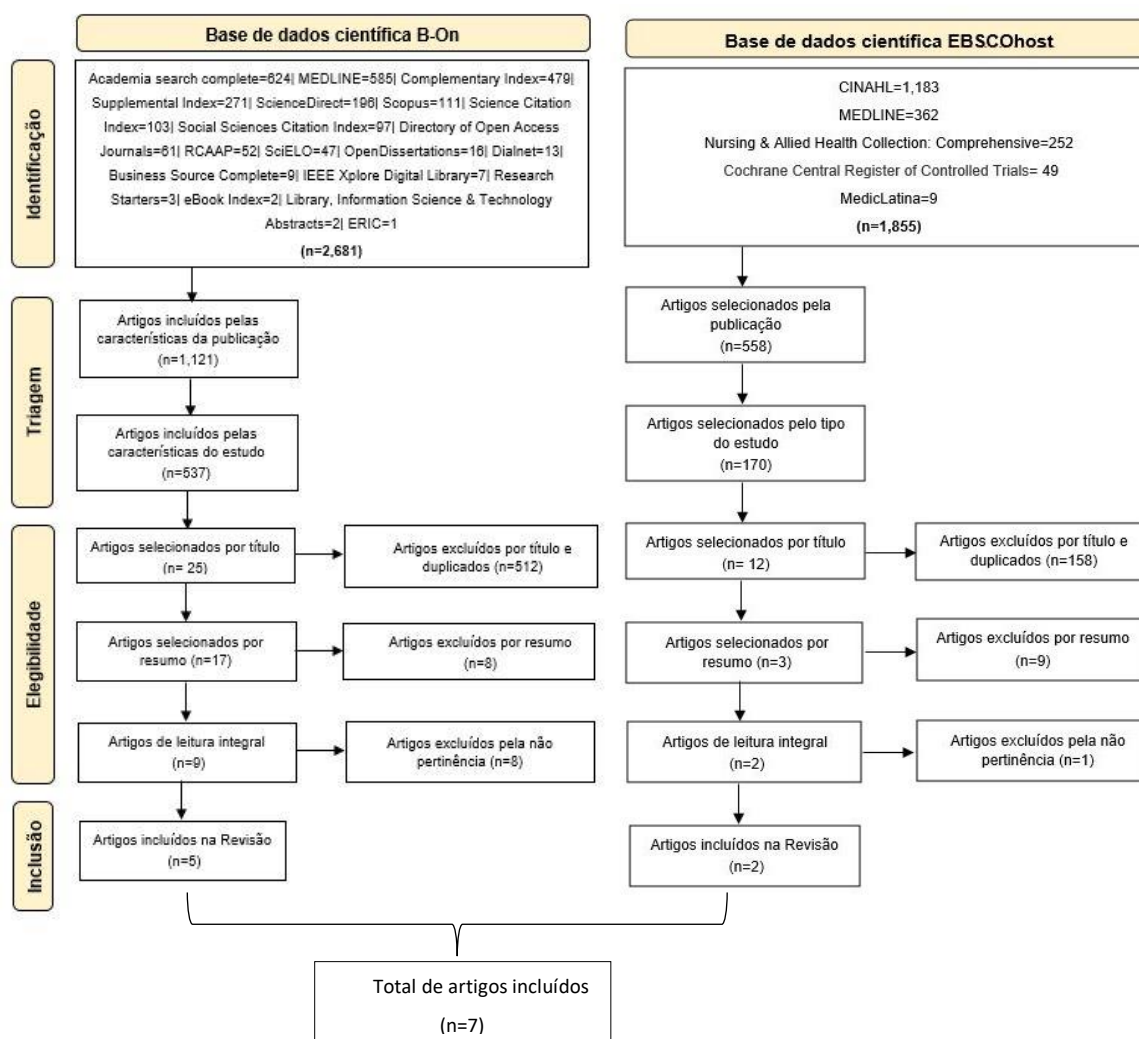 Base de dados científica B-On
Identificação
Academia search complete=624| MEDLINE=585| Complementary Index=479|
Supplemental Index=271| ScienceDirect=196| Scopus=111| Science Citation
Index=103| Social Sciences Citation Index=97| Directory of Open Access
Journals=61| RCAAP=52| SciELO=47| OpenDissertations=16| Dialnet=13|
Business Source Complete=9| IEEE Xplore Digital Library=7| Research
Starters=3| eBook Index=2| Library, Information Science & Technology
Abstracts=2| ERIC=1
(n=2,681)
Base de dados científica EBSCOhost
CINAHL=1,183
MEDLINE=362
Nursing & Allied Health Collection: Comprehensive=252
Cochrane Central Register of Controlled Trials= 49
MedicLatina=9
(n=1,855)
Triagem
Artigos incluídos pelas
características da publicação
(n=1,121)
Artigos selecionados pela
publicação
(n=558)
Artigos incluídos pelas
características do estudo
(n=537)
Artigos selecionados pelo tipo
do estudo
(n=170)
Elegibilidade
Artigos selecionados por título
(n= 25)
Artigos excluídos por título e
duplicados (n=512)
Artigos selecionados por título
(n= 12)
Artigos excluídos por título e
duplicados (n=158)
Artigos selecionados por
resumo (n=17)
Artigos excluídos por resumo
(n=8)
Artigos selecionados por
resumo (n=3)
Artigos excluídos por resumo
(n=9)
Artigos de leitura integral
(n=9)
Artigos excluídos pela não
pertinência (n=8)
Artigos de leitura integral
(n=2)
Artigos excluídos pela não
pertinência (n=1)
Inclusão
Artigos incluídos na Revisão
(n=5)
Artigos incluídos na Revisão
(n=2)
Total de artigos incluídos
(n=7)